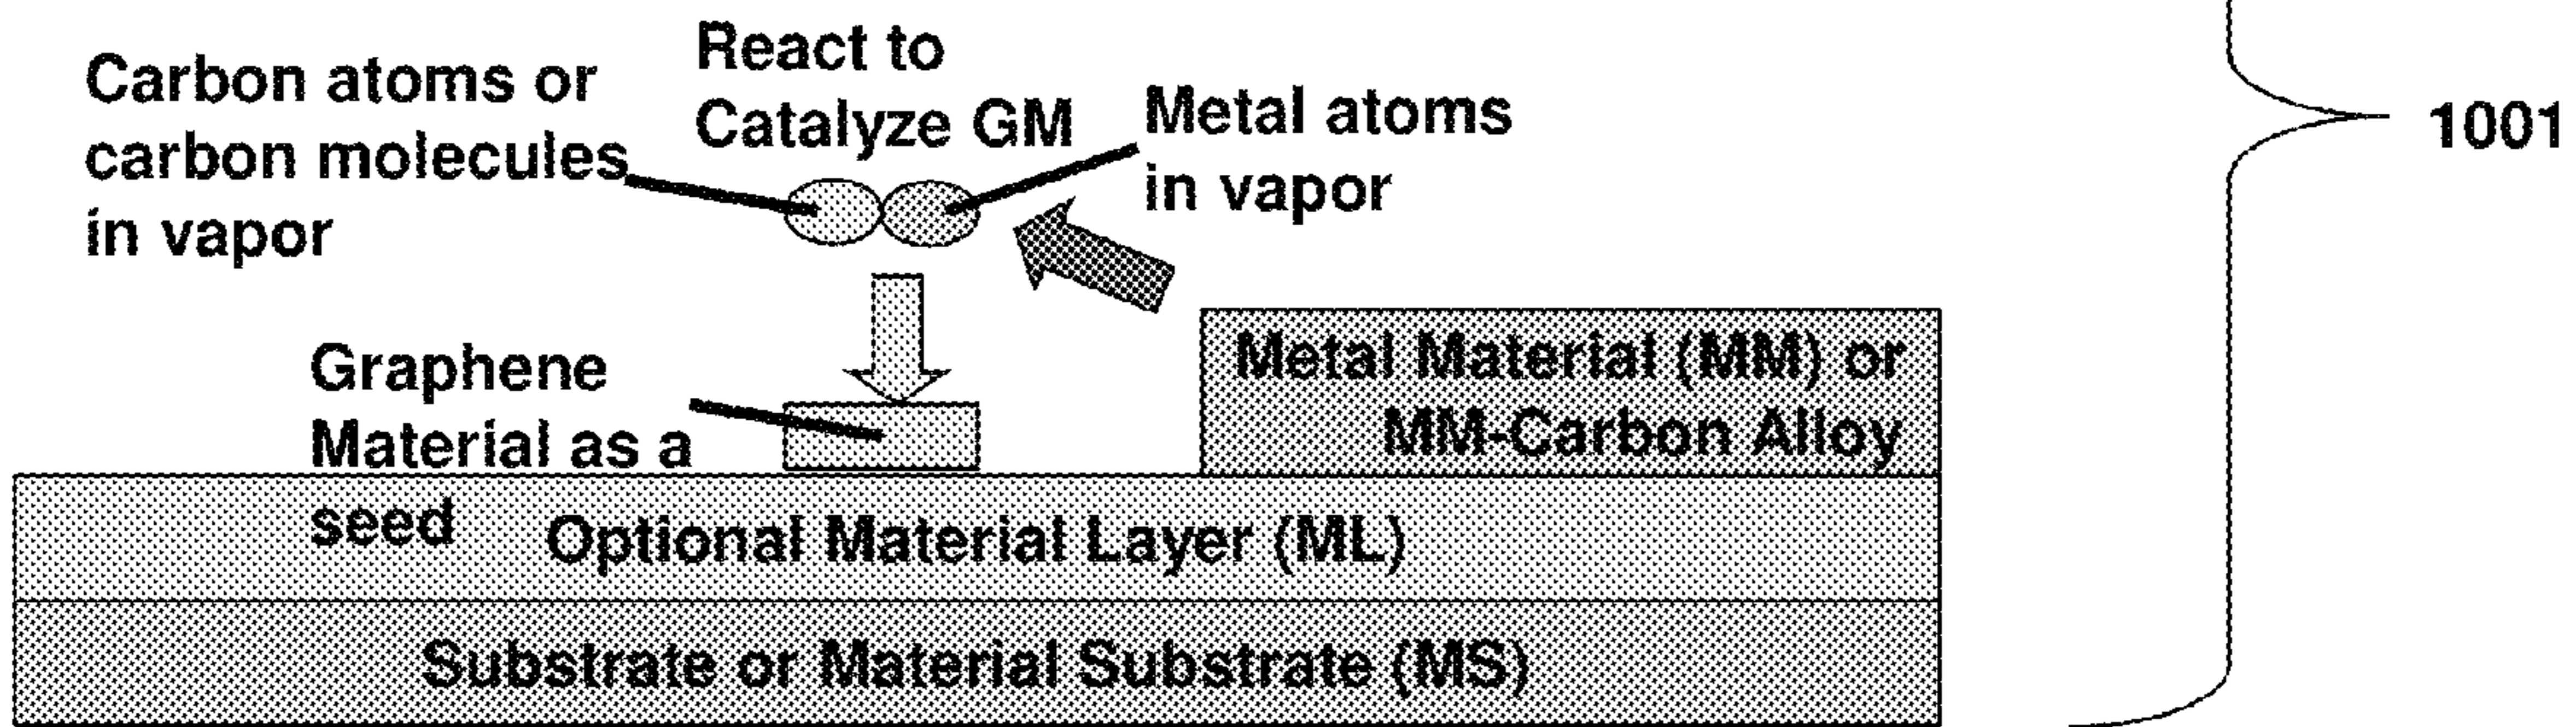 Carbon atoms or
carbon molecules
in vapor
React to
Catalyze GM
Metal atoms
in vapor
1001
Graphene
Material as a
seed
Metal Material (MM) or
MM-Carbon Alloy
Optional Material Layer (ML)
Substrate or Material Substrate (MS)